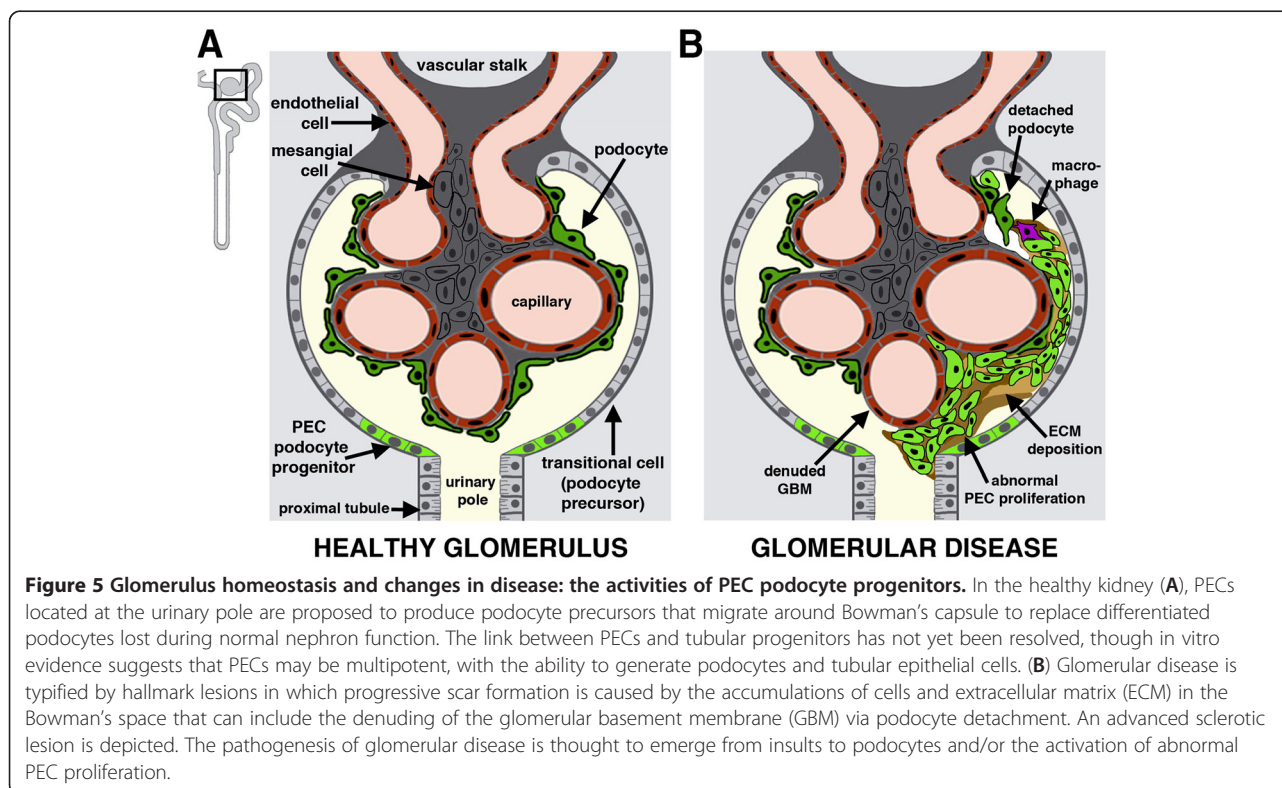 A
vascular stalk
endothelial
cell
mesangial
cell
podocyte
capillary
PEC
podocyte
progenitor
urinary
pole
transitional cell
(podocyte
precursor)
proximal tubule
HEALTHY GLOMERULUS
B
detached
podocyte
macro-
phage
denuded
GBM
ECM
deposition
abnormal
PEC proliferation
GLOMERULAR DISEASE
Figure 5 Glomerulus homeostasis and changes in disease: the activities of PEC podocyte progenitors. In the healthy kidney (A), PECs
located at the urinary pole are proposed to produce podocyte precursors that migrate around Bowman's capsule to replace differentiated
podocytes lost during normal nephron function. The link between PECs and tubular progenitors has not yet been resolved, though in vitro
evidence suggests that PECs may be multipotent, with the ability to generate podocytes and tubular epithelial cells. (B) Glomerular disease is
typified by hallmark lesions in which progressive scar formation is caused by the accumulations of cells and extracellular matrix (ECM) in the
Bowman's space that can include the denuding of the glomerular basement membrane (GBM) via podocyte detachment. An advanced sclerotic
lesion is depicted. The pathogenesis of glomerular disease is thought to emerge from insults to podocytes and/or the activation of abnormal
PEC proliferation.